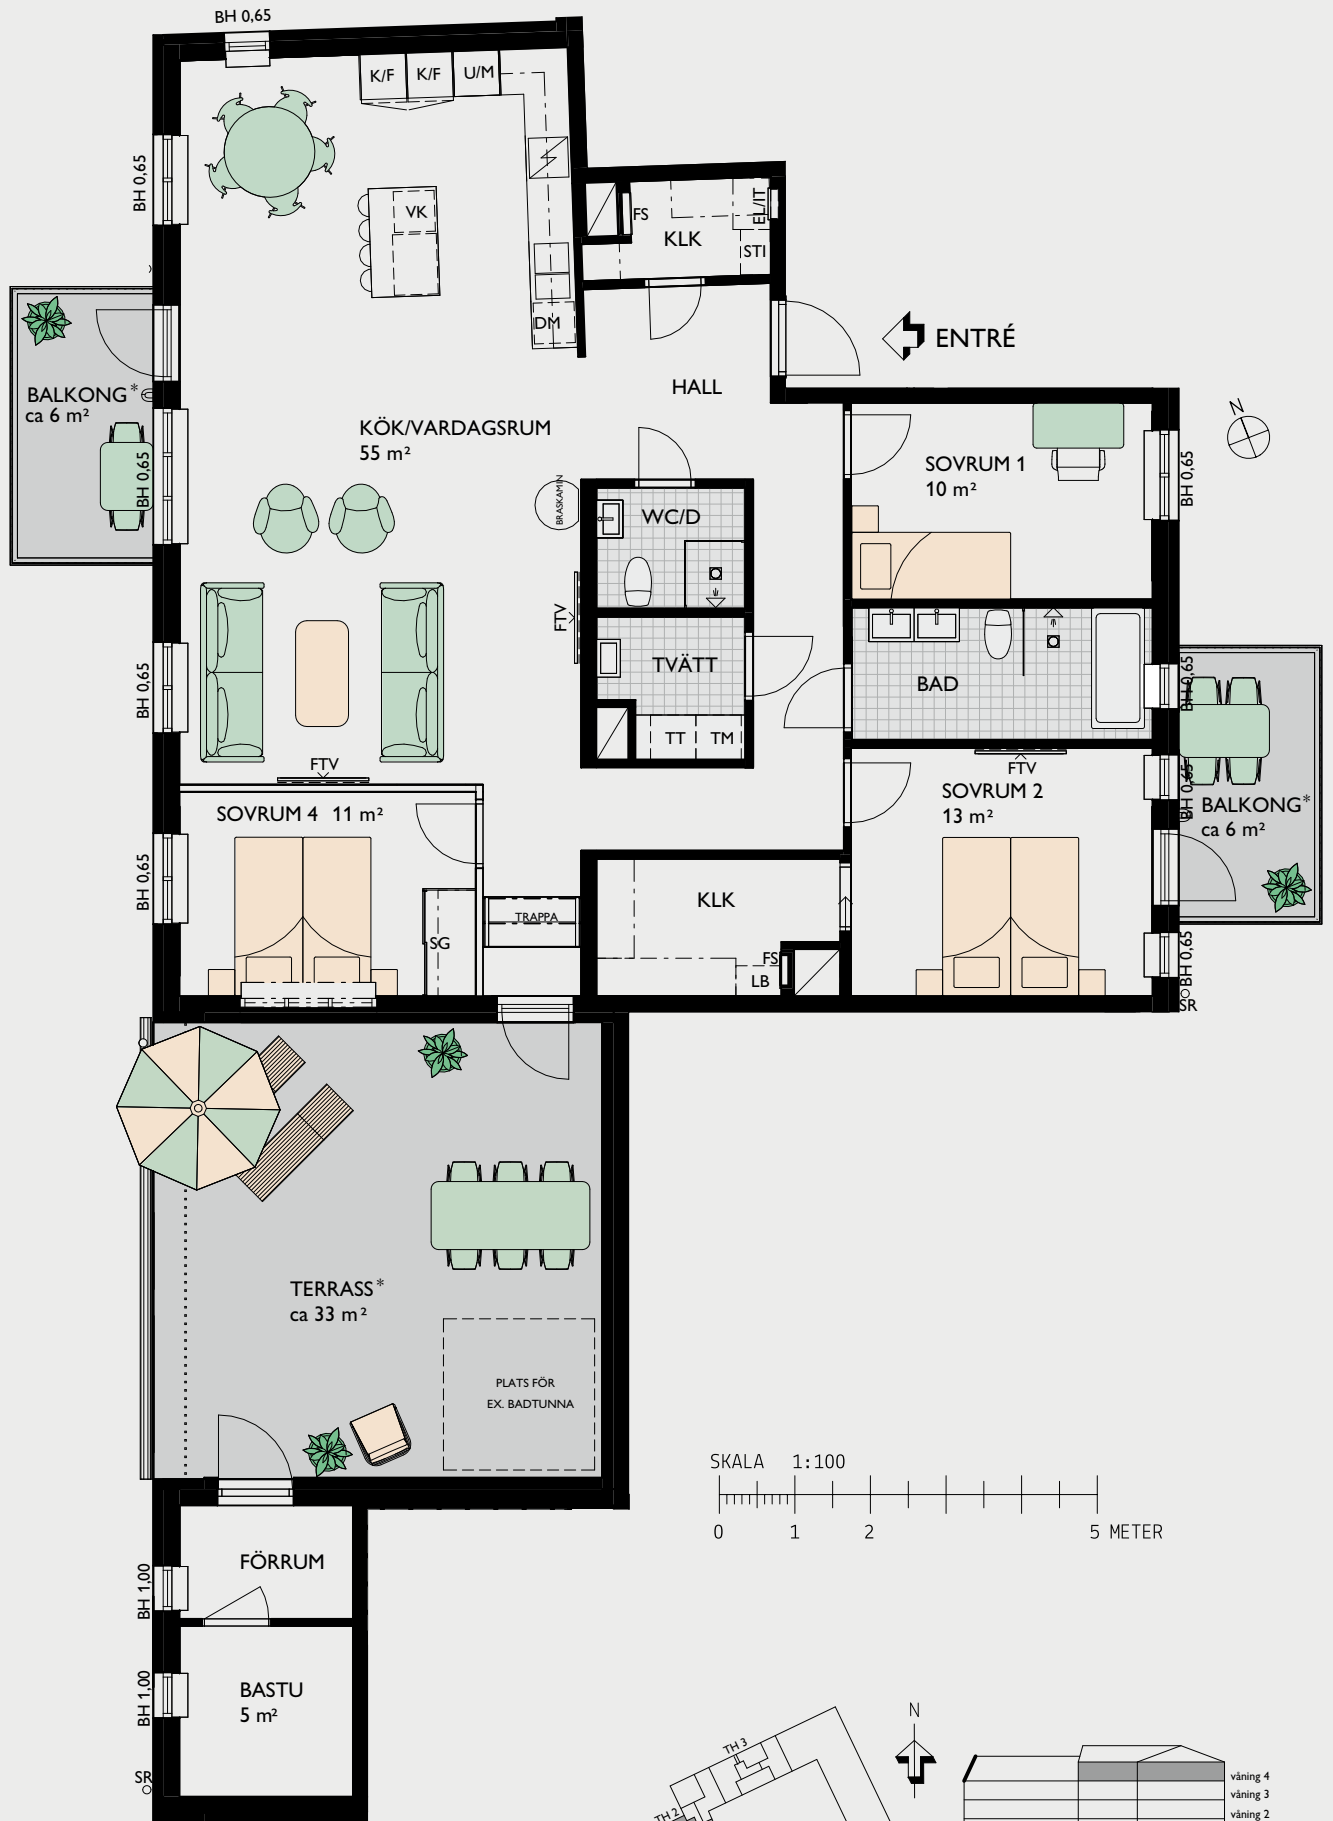 BH 0,65
K/F
K/F
U/M
BH 0,65
VK
FS
EL/IT
KLK
STI
DM
ENTRÉ
HALL
BALKONG*
ca 6 m²
BH 0,65
KÖK/VARDAGSRUM
55 m²
N
SOVRUM 1
10 m²
BH 0,65
BRASKAMIN
WC/D
FTV
TVÄTT
BAD
BH 0,65
BH 0,65
TT
TM
FTV
FTV
SOVRUM 4 11 m²
SOVRUM 2
13 m²
BH 0,65
BALKONG*
ca 6 m²
BH 0,65
KLK
TRAPPA
SG
FS
LB
BH 0,65
SR
TERRASS*
ca 33 m²
PLATS FÖR
EX. BADTUNNA
SKALA 1:100
0 1 2 5 METER
FÖRRUM
BH 1,00
BASTU
5 m²
BH 1,00
SR
N
TH 3
TH 2
våning 4
våning 3
våning 2